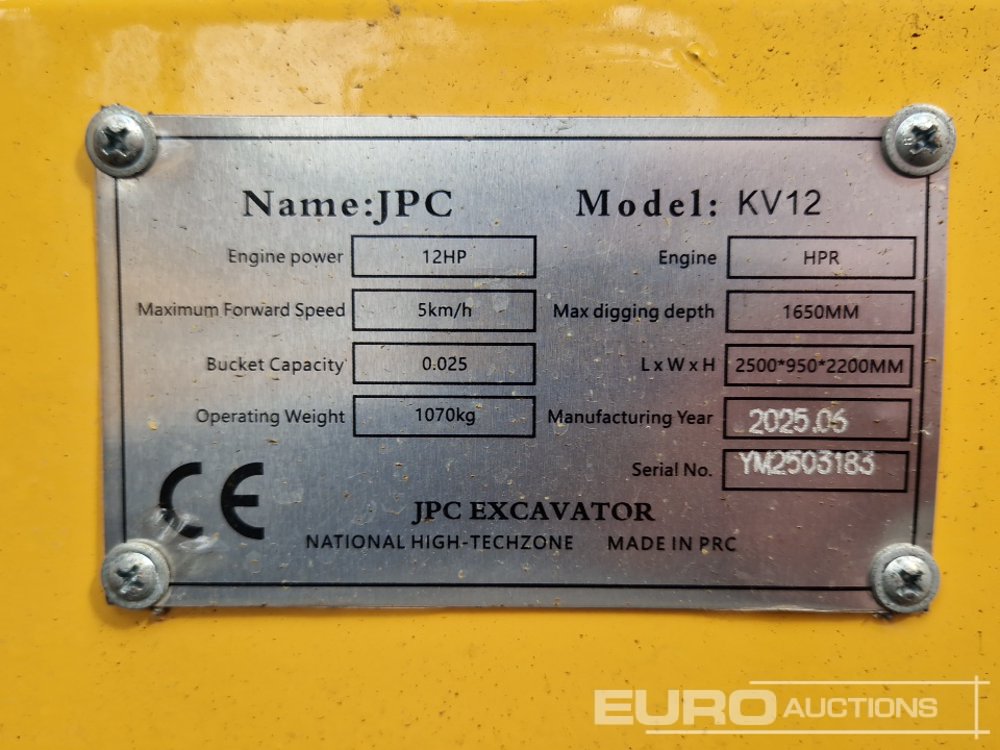 Name:JPC Model: KV12
Engine power 12HP Engine HPR
Maximum Forward Speed 5km/h Max digging depth 1650MM
Bucket Capacity 0.025 L x W x H 2500*950*2200MM
Operating Weight 1070kg Manufacturing Year 2025.06
Serial No. YM2503183
CE
JPC EXCAVATOR
NATIONAL HIGH-TECHZONE MADE IN PRC
EURO AUCTIONS